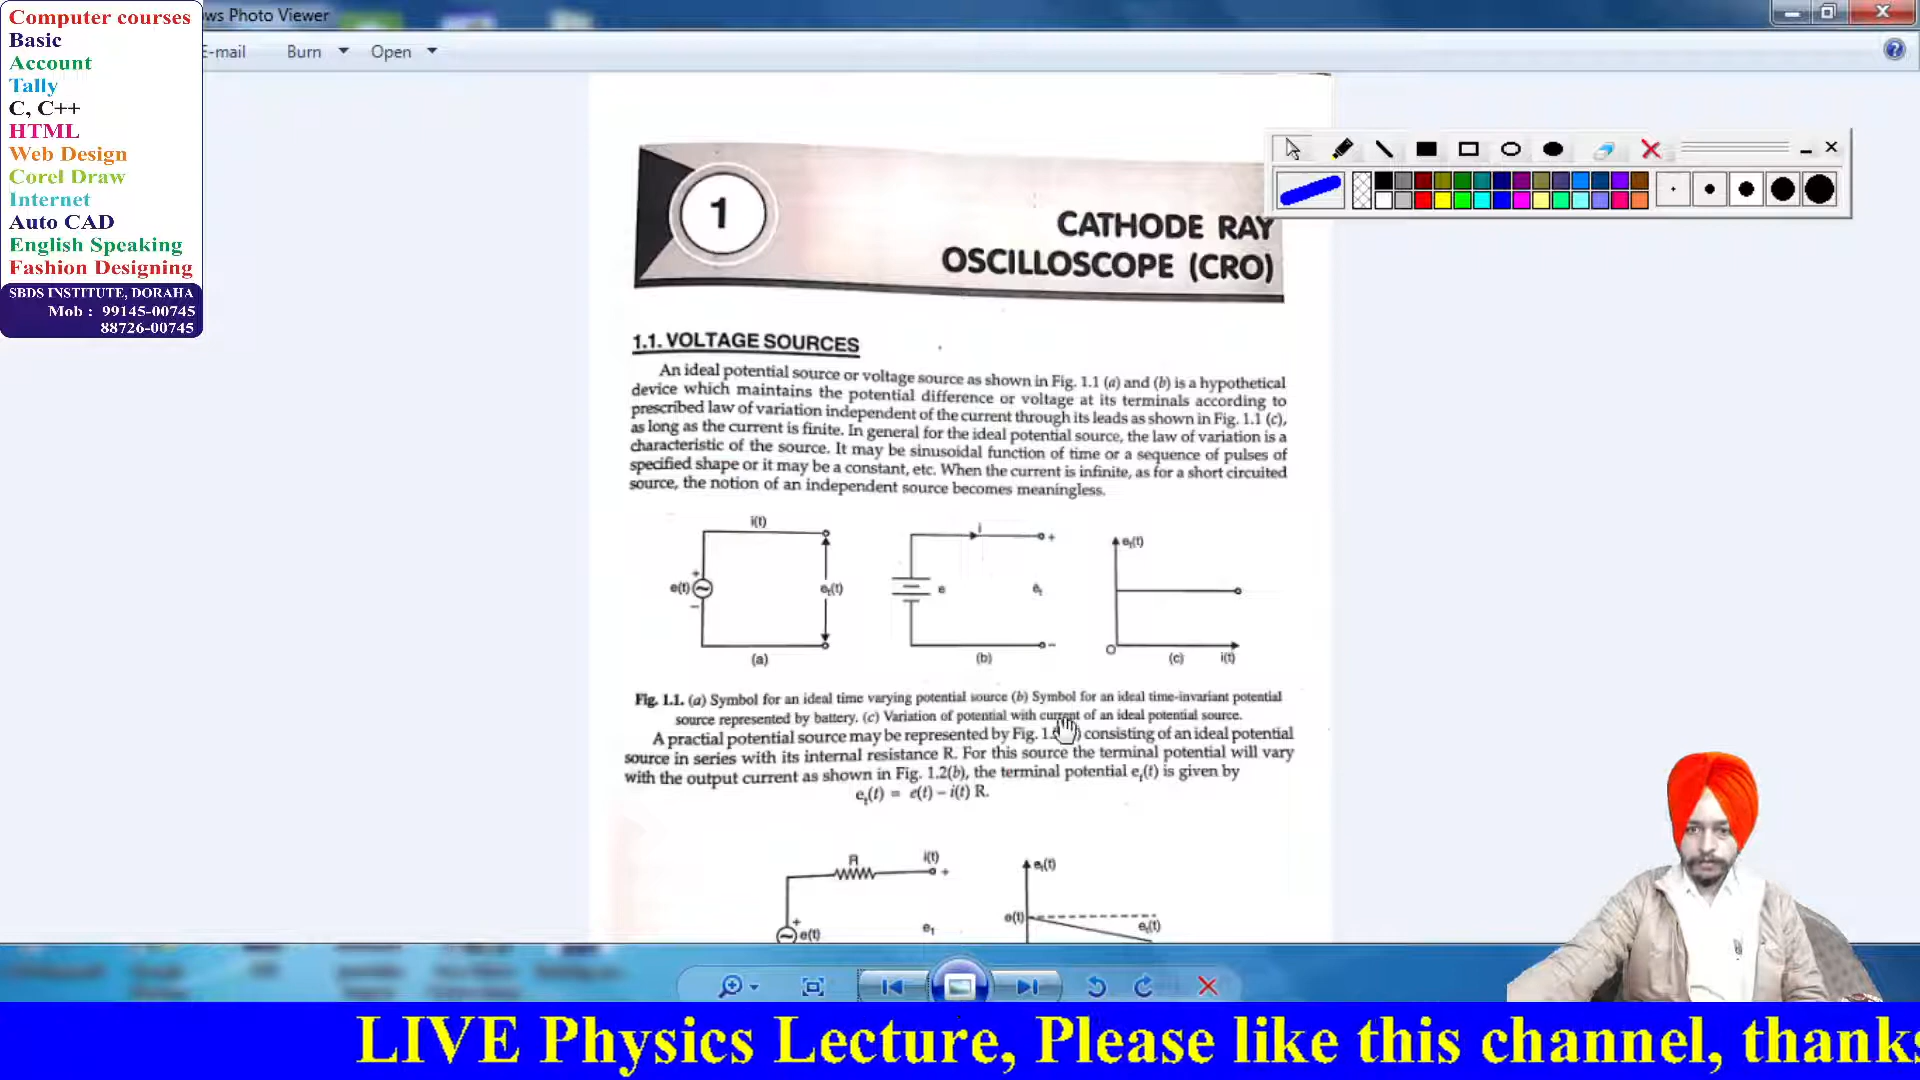 Computer courses
Basic
Account
Tally
C, C++
HTML
Web Design
Corel Draw
Internet
Auto CAD
English Speaking
Fashion Designing
SBDS INSTITUTE, DORAHA
Mob : 99145-00745
88726-00745
ws Photo Viewer
E-mail Burn Open
1
CATHODE RAY
OSCILLOSCOPE (CRO)
1.1. VOLTAGE SOURCES
An ideal potential source or voltage source as shown in Fig. 1.1 (a) and (b) is a hypothetical
device which maintains the potential difference or voltage at its terminals according to
prescribed law of variation independent of the current through its leads as shown in Fig. 1.1 (c),
as long as the current is finite. In general for the ideal potential source, the law of variation is a
characteristic of the source. It may be sinusoidal function of time or a sequence of pulses of
specified shape or it may be a constant, etc. When the current is infinite, as for a short circuited
source, the notion of an independent source becomes meaningless.
i(t)
+
e(t)
−
eₜ(t)
(a)
i
+
e
eₜ
−
(b)
eₜ(t)
O
(c)
i(t)
Fig. 1.1. (a) Symbol for an ideal time varying potential source (b) Symbol for an ideal time-invariant potential
source represented by battery. (c) Variation of potential with current of an ideal potential source.
A practial potential source may be represented by Fig. consisting of an ideal potential
source in series with its internal resistance R. For this source the terminal potential will vary
with the output current as shown in Fig. 1.2(b), the terminal potential eₜ(t) is given by
eₜ(t) = e(t) – i(t) R.
R
i(t)
+
+
e(t)
eₜ
eₜ(t)
e(t)
eₜ(t)
LIVE Physics Lecture, Please like this channel, thanks